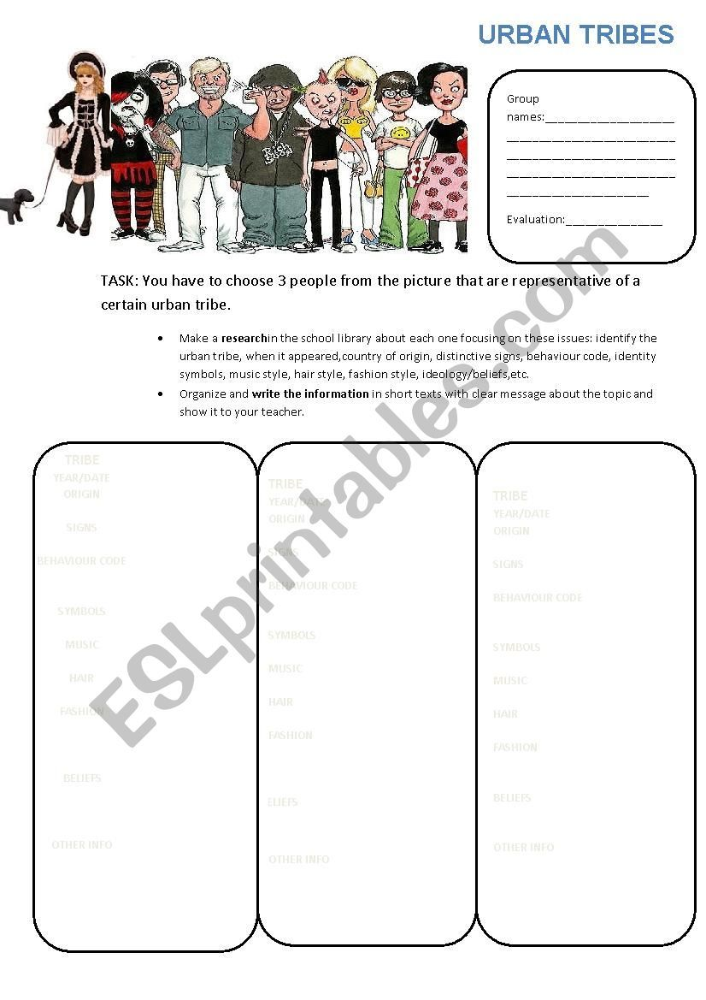 URBAN TRIBES
Group
names:____________________
__________________________
__________________________
__________________________
______________________
Evaluation:_______________
RICH
BITCH
TASK: You have to choose 3 people from the picture that are representative of a
certain urban tribe.
• Make a researchin the school library about each one focusing on these issues: identify the
urban tribe, when it appeared,country of origin, distinctive signs, behaviour code, identity
symbols, music style, hair style, fashion style, ideology/beliefs,etc.
• Organize and write the information in short texts with clear message about the topic and
show it to your teacher.
TRIBE
YEAR/DATE
ORIGIN
SIGNS
BEHAVIOUR CODE
SYMBOLS
MUSIC
HAIR
FASHION
BELIEFS
OTHER INFO
TRIBE
YEAR/DATE
ORIGIN
SIGNS
BEHAVIOUR CODE
SYMBOLS
MUSIC
HAIR
FASHION
ELIEFS
OTHER INFO
TRIBE
YEAR/DATE
ORIGIN
SIGNS
BEHAVIOUR CODE
SYMBOLS
MUSIC
HAIR
FASHION
BELIEFS
OTHER INFO
ESLprintables.com